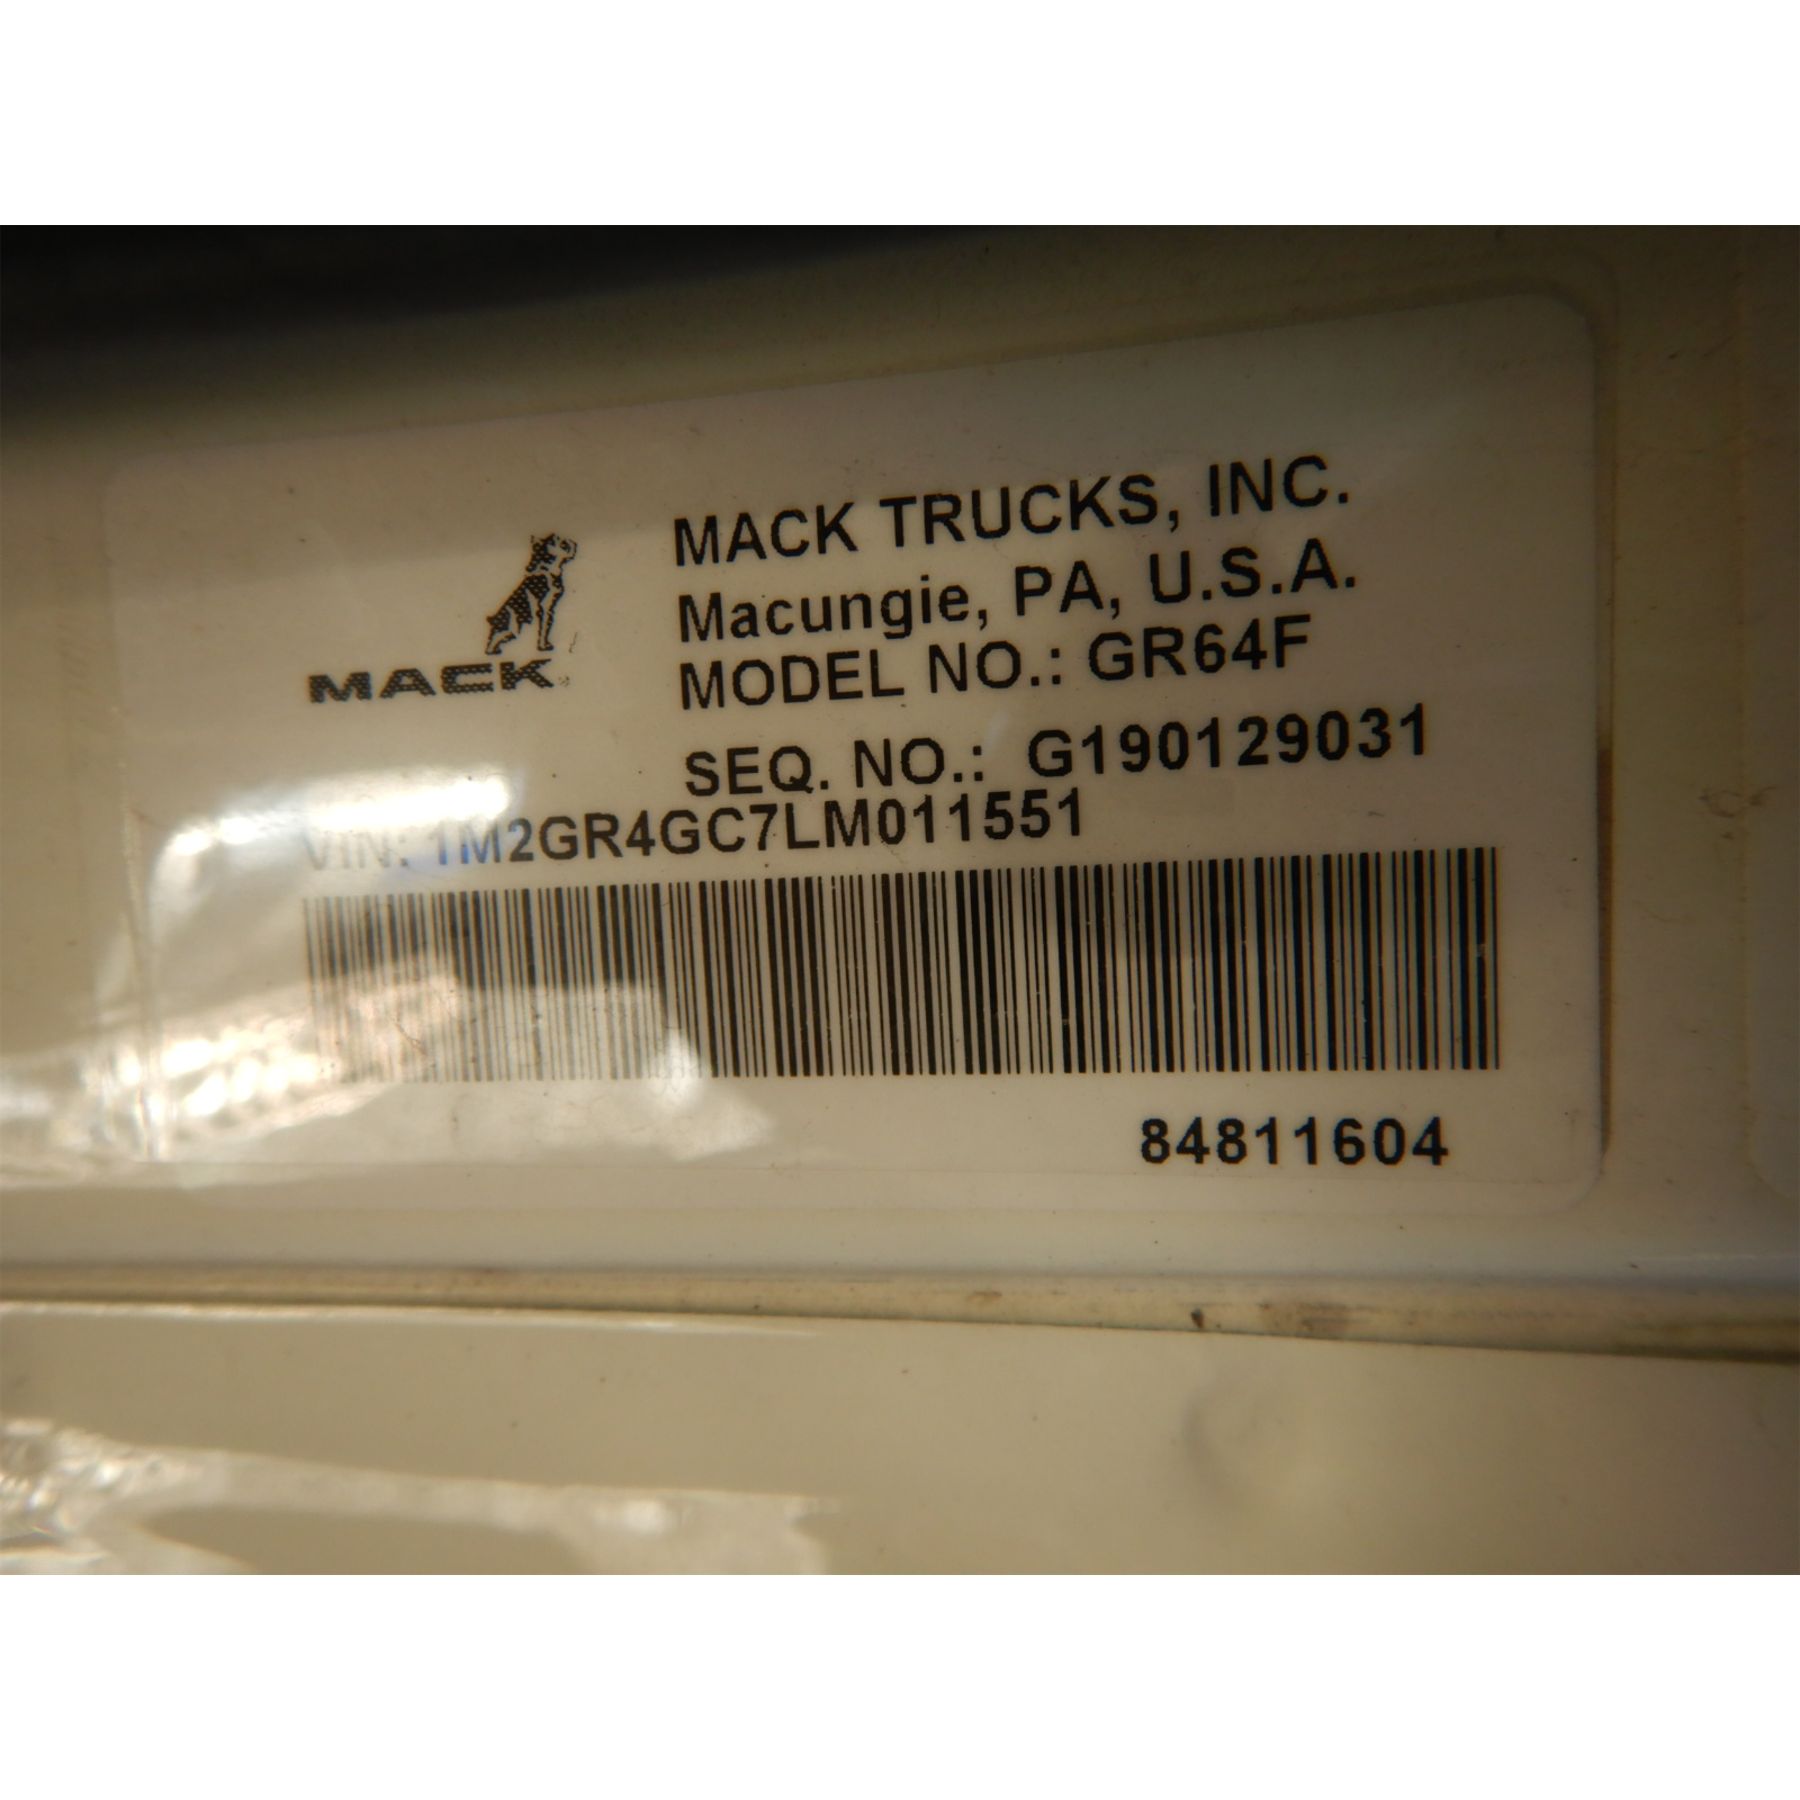 MACK
MACK TRUCKS, INC.
Macungie, PA, U.S.A.
MODEL NO.: GR64F
SEQ. NO.: G190129031
VIN: 1M2GR4GC7LM011551
84811604